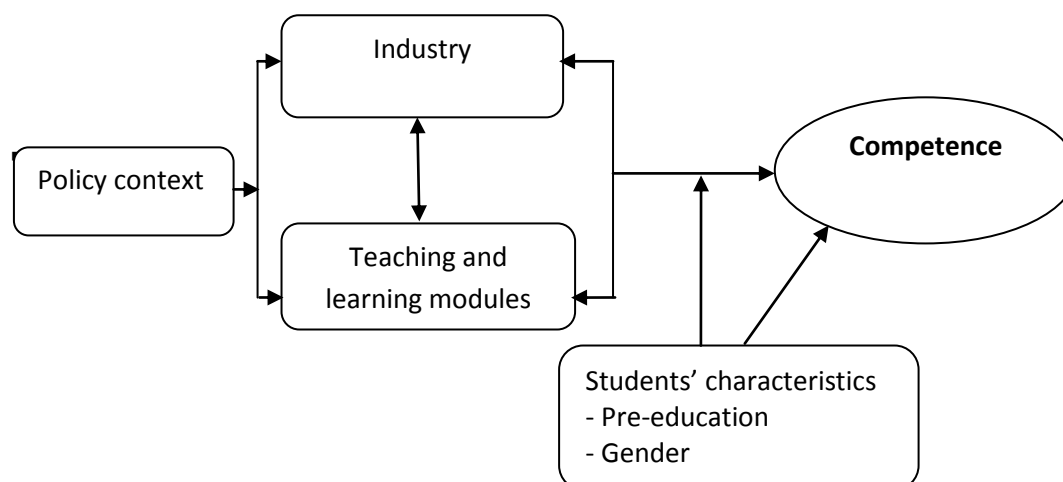 Industry
Policy context
Teaching and
learning modules
Competence
Students’ characteristics
- Pre-education
- Gender